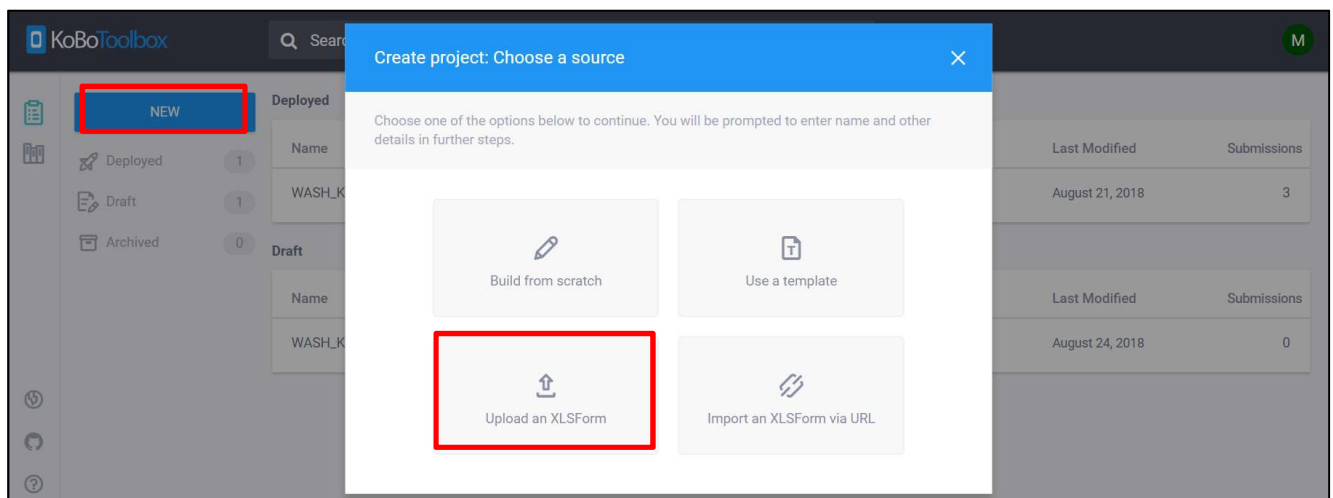 KoBoToolbox
Sear
M
NEW
Deployed 1
Draft 1
Archived 0
Create project: Choose a source
Choose one of the options below to continue. You will be prompted to enter name and other
details in further steps.
Build from scratch
Use a template
T
Upload an XLSForm
Import an XLSForm via URL
Deployed
Name Last Modified Submissions
WASH_K August 21, 2018 3
Draft
Name Last Modified Submissions
WASH_K August 24, 2018 0